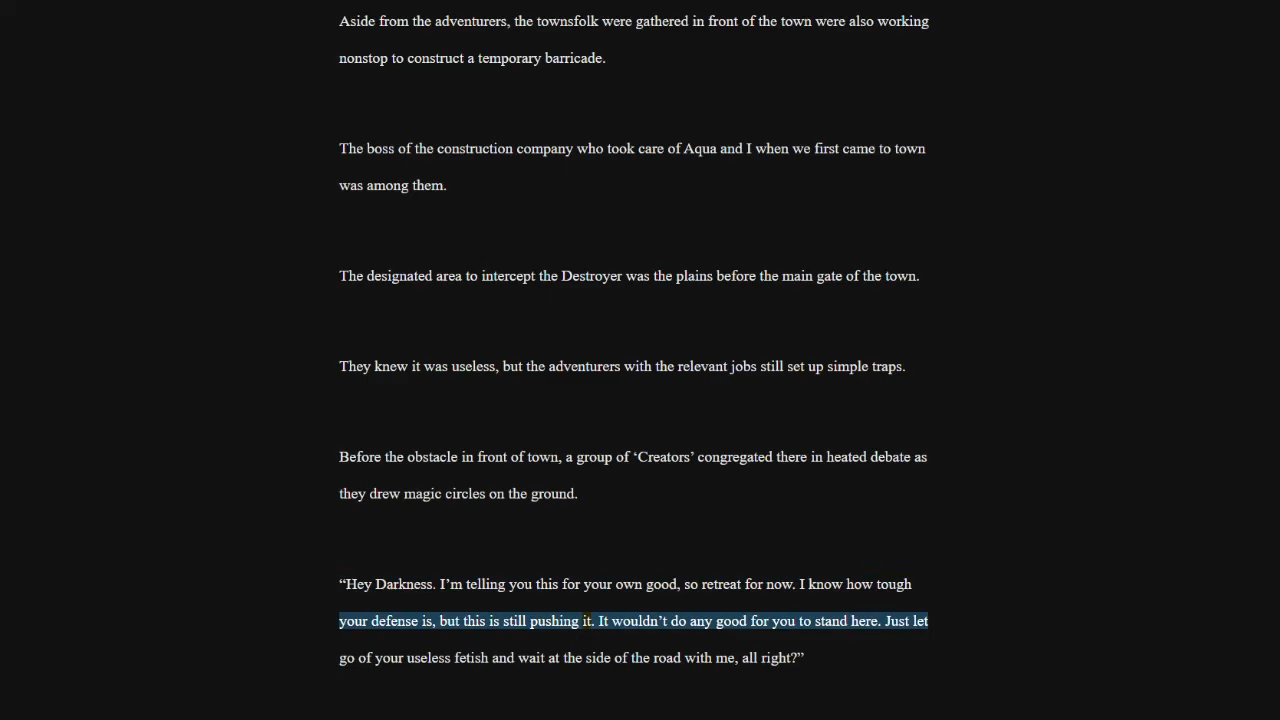 Aside from the adventurers, the townsfolk were gathered in front of the town were also working
nonstop to construct a temporary barricade.
The boss of the construction company who took care of Aqua and I when we first came to town
was among them.
The designated area to intercept the Destroyer was the plains before the main gate of the town.
They knew it was useless, but the adventurers with the relevant jobs still set up simple traps.
Before the obstacle in front of town, a group of ‘Creators’ congregated there in heated debate as
they drew magic circles on the ground.
“Hey Darkness. I’m telling you this for your own good, so retreat for now. I know how tough
your defense is, but this is still pushing it. It wouldn’t do any good for you to stand here. Just let
go of your useless fetish and wait at the side of the road with me, all right?”